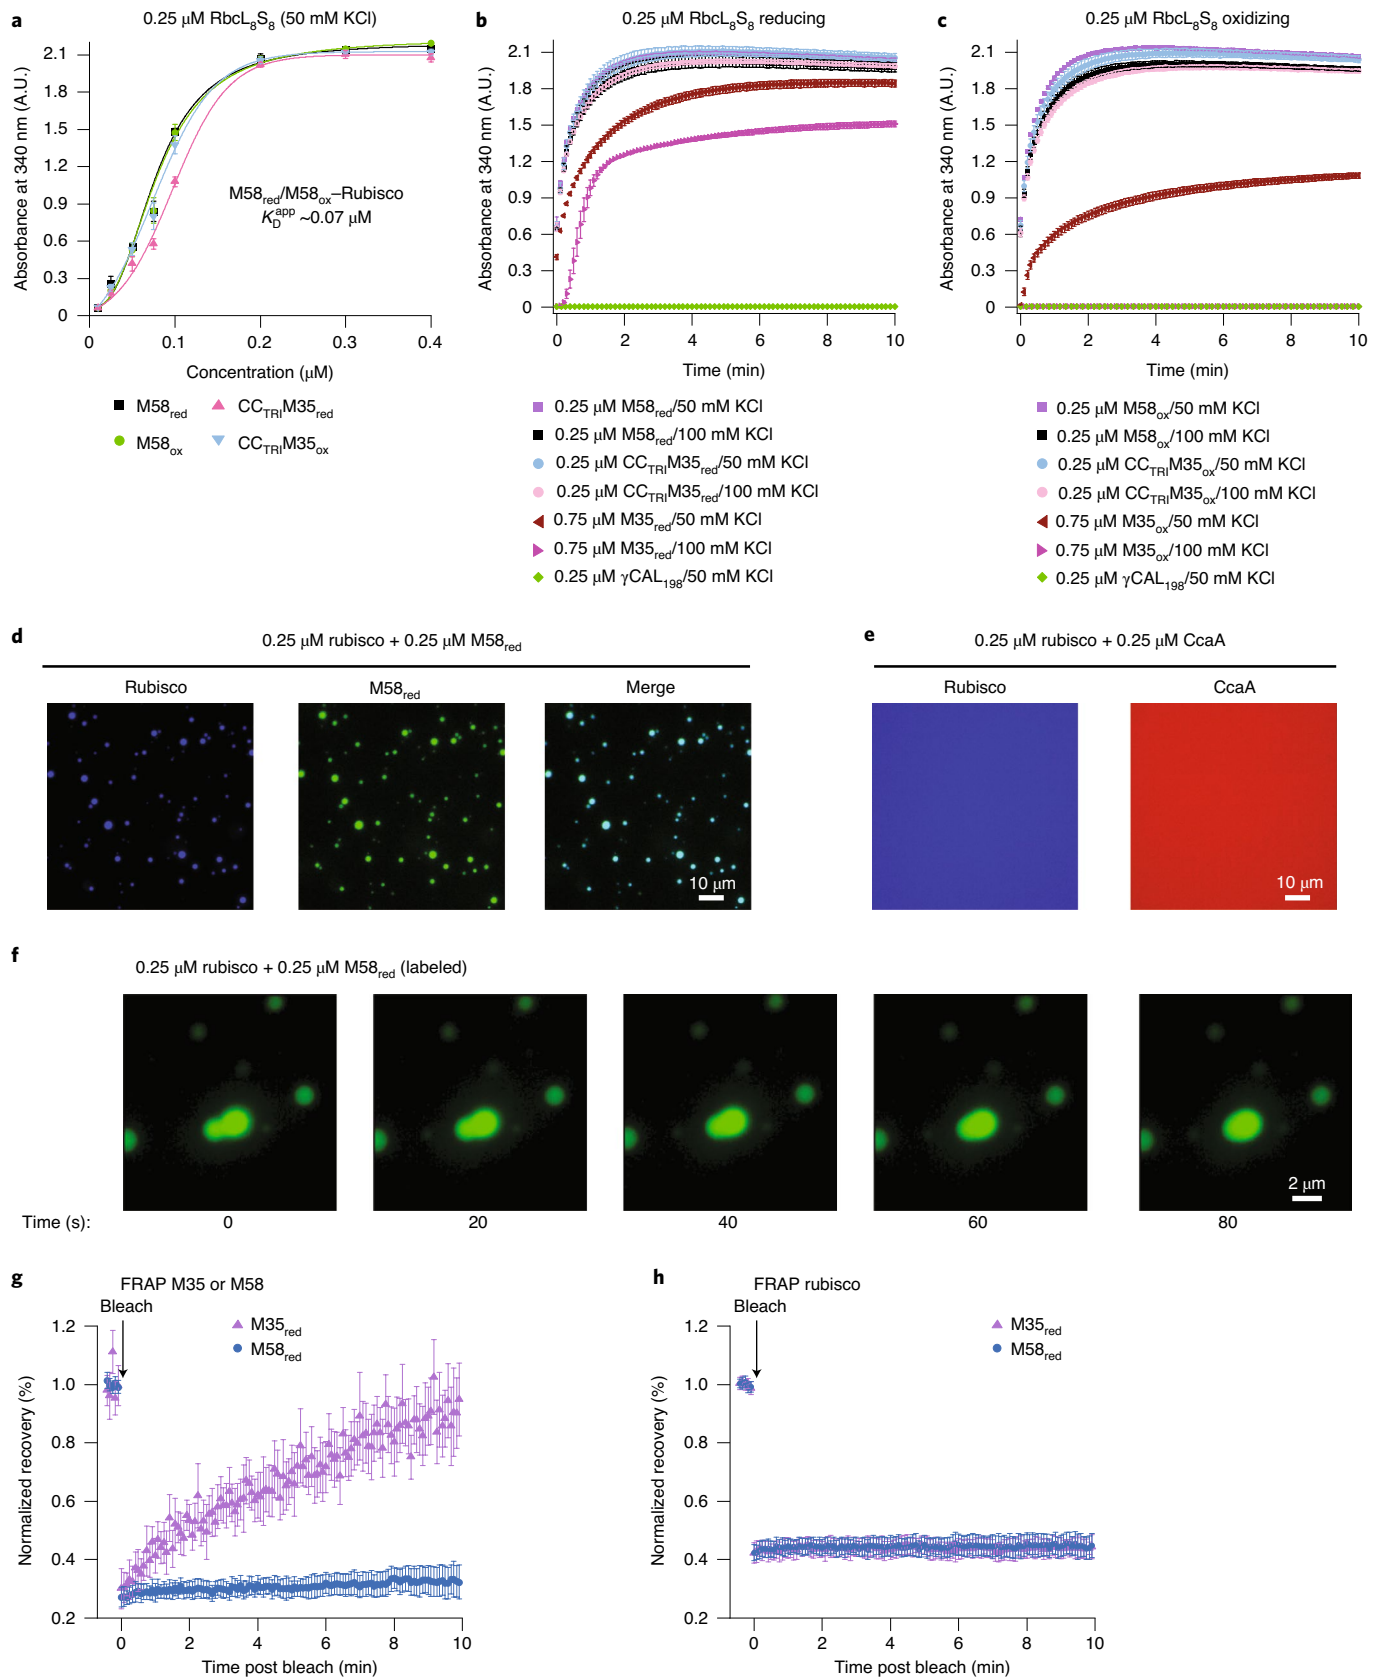 a
0.25 μM RbcL8S8 (50 mM KCl)
Absorbance at 340 nm (A.U.)
2.1
1.8
1.5
1.2
0.9
0.6
0.3
0
0 0.1 0.2 0.3 0.4
Concentration (μM)
M58red/M58ox–Rubisco
KDapp ~0.07 μM
M58red CCTRIM35red
M58ox CCTRIM35ox
b
0.25 μM RbcL8S8 reducing
Absorbance at 340 nm (A.U.)
2.1
1.8
1.5
1.2
0.9
0.6
0.3
0
0 2 4 6 8 10
Time (min)
0.25 μM M58red/50 mM KCl
0.25 μM M58red/100 mM KCl
0.25 μM CCTRIM35red/50 mM KCl
0.25 μM CCTRIM35red/100 mM KCl
0.75 μM M35red/50 mM KCl
0.75 μM M35red/100 mM KCl
0.25 μM γCAL198/50 mM KCl
c
0.25 μM RbcL8S8 oxidizing
Absorbance at 340 nm (A.U.)
2.1
1.8
1.5
1.2
0.9
0.6
0.3
0
0 2 4 6 8 10
Time (min)
0.25 μM M58ox/50 mM KCl
0.25 μM M58ox/100 mM KCl
0.25 μM CCTRIM35ox/50 mM KCl
0.25 μM CCTRIM35ox/100 mM KCl
0.75 μM M35ox/50 mM KCl
0.75 μM M35ox/100 mM KCl
0.25 μM γCAL198/50 mM KCl
d
0.25 μM rubisco + 0.25 μM M58red
Rubisco M58red Merge
10 μm
e
0.25 μM rubisco + 0.25 μM CcaA
Rubisco CcaA
10 μm
f
0.25 μM rubisco + 0.25 μM M58red (labeled)
2 μm
Time (s): 0 20 40 60 80
g
FRAP M35 or M58
Bleach
M35red
M58red
Normalized recovery (%)
1.2
1.0
0.8
0.6
0.4
0.2
0 2 4 6 8 10
Time post bleach (min)
h
FRAP rubisco
Bleach
M35red
M58red
Normalized recovery (%)
1.2
1.0
0.8
0.6
0.4
0.2
0 2 4 6 8 10
Time post bleach (min)